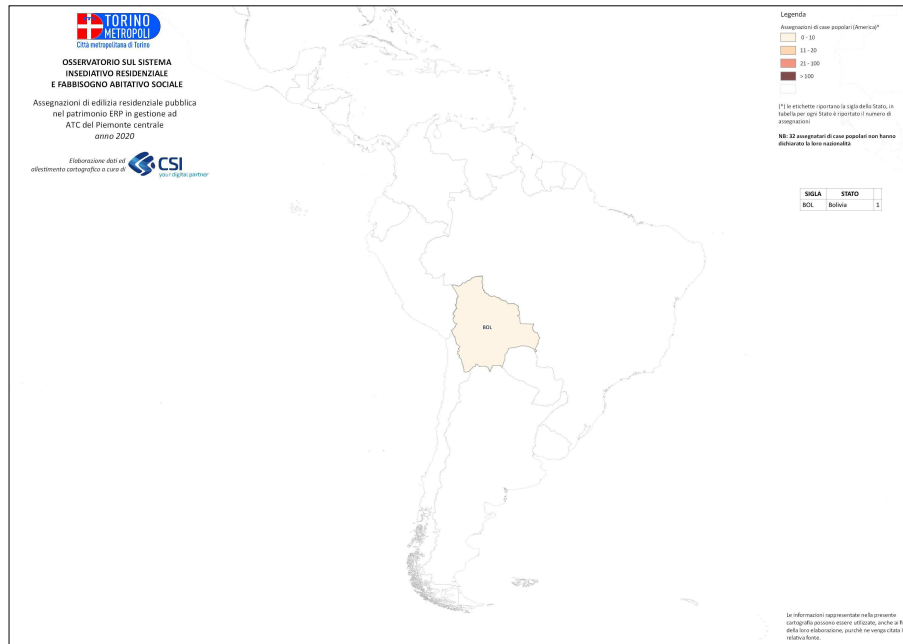 TORINO
METROPOLI
Città metropolitana di Torino
OSSERVATORIO SUL SISTEMA
INSEDIATIVO RESIDENZIALE
E FABBISOGNO ABITATIVO SOCIALE
Assegnazioni di edilizia residenziale pubblica
nel patrimonio ERP in gestione ad
ATC del Piemonte centrale
anno 2020
Elaborazione dati ed
allestimento cartografico a cura di
CSI
your digital partner
Legenda
Assegnazioni di case popolari (America)*
0 - 10
11 - 20
21 - 100
> 100
(*) le etichette riportano la sigla dello Stato, in
tabella per ogni Stato è riportato il numero di
assegnazioni
NB: 32 assegnatari di case popolari non hanno
dichiarato la loro nazionalità
SIGLA STATO
BOL Bolivia 1
BOL
Le informazioni rappresentate nella presente
cartografia possono essere utilizzate, anche ai fi
della loro elaborazione, purchè ne venga citata l
relativa fonte.